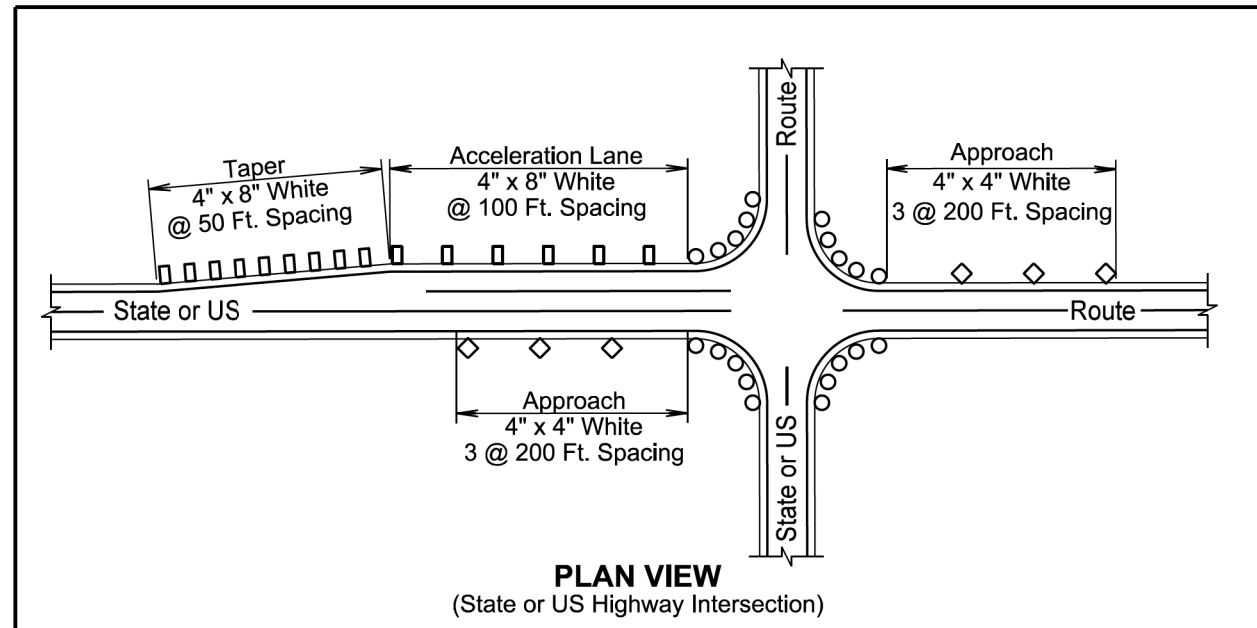 Route
Taper
4" x 8" White
@ 50 Ft. Spacing
Acceleration Lane
4" x 8" White
@ 100 Ft. Spacing
Approach
4" x 4" White
3 @ 200 Ft. Spacing
State or US
Route
Approach
4" x 4" White
3 @ 200 Ft. Spacing
State or US
PLAN VIEW
(State or US Highway Intersection)